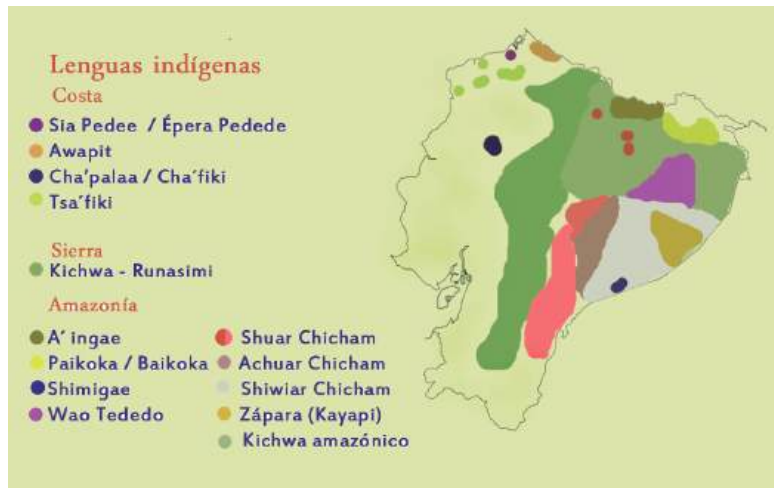 Lenguas indígenas
Costa
Sia Pedee / Épera Pedede
Awapit
Cha'palaa / Cha´fiki
Tsa´fiki
Sierra
Kichwa - Runasimi
Amazonía
A´ ingae
Paikoka / Baikoka
Shimigae
Wao Tededo
Shuar Chicham
Achuar Chicham
Shiwiar Chicham
Zápara (Kayapi)
Kichwa amazónico